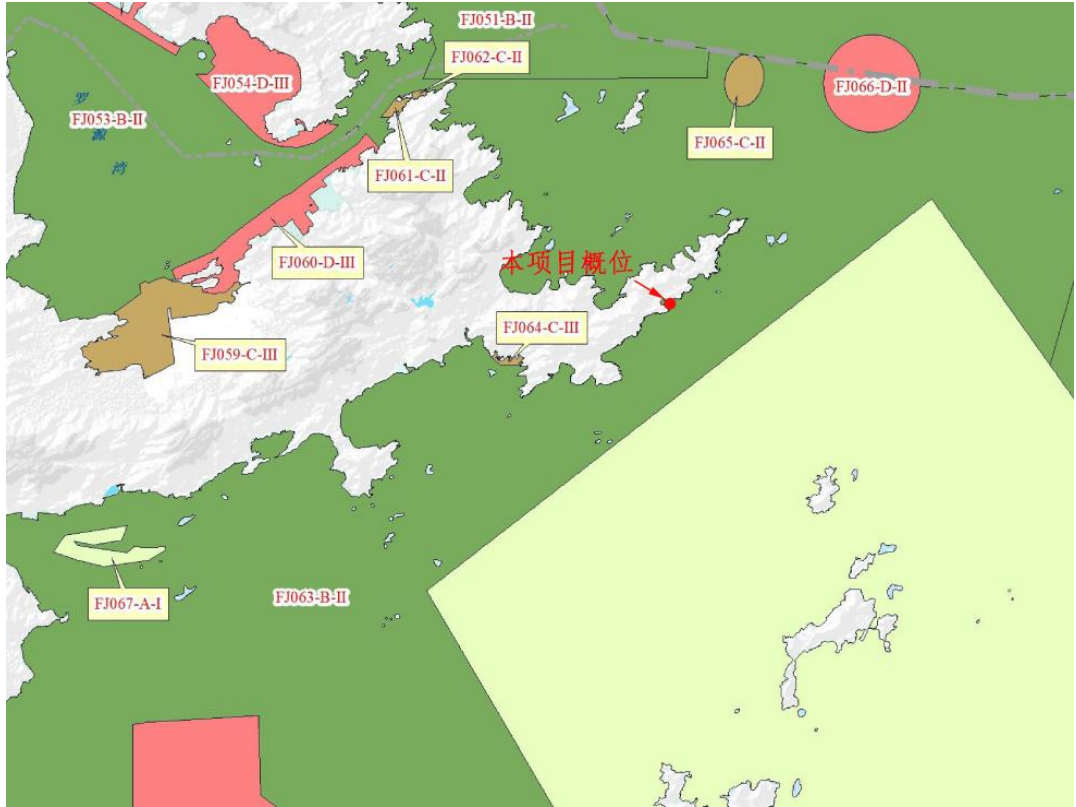 FJ051-B-II
FJ062-C-II
FJ054-D-III
FJ066-D-II
罗源湾
FJ053-B-II
FJ065-C-II
FJ061-C-II
FJ060-D-III
本项目概位
FJ064-C-III
FJ059-C-III
FJ067-A-I
FJ063-B-II